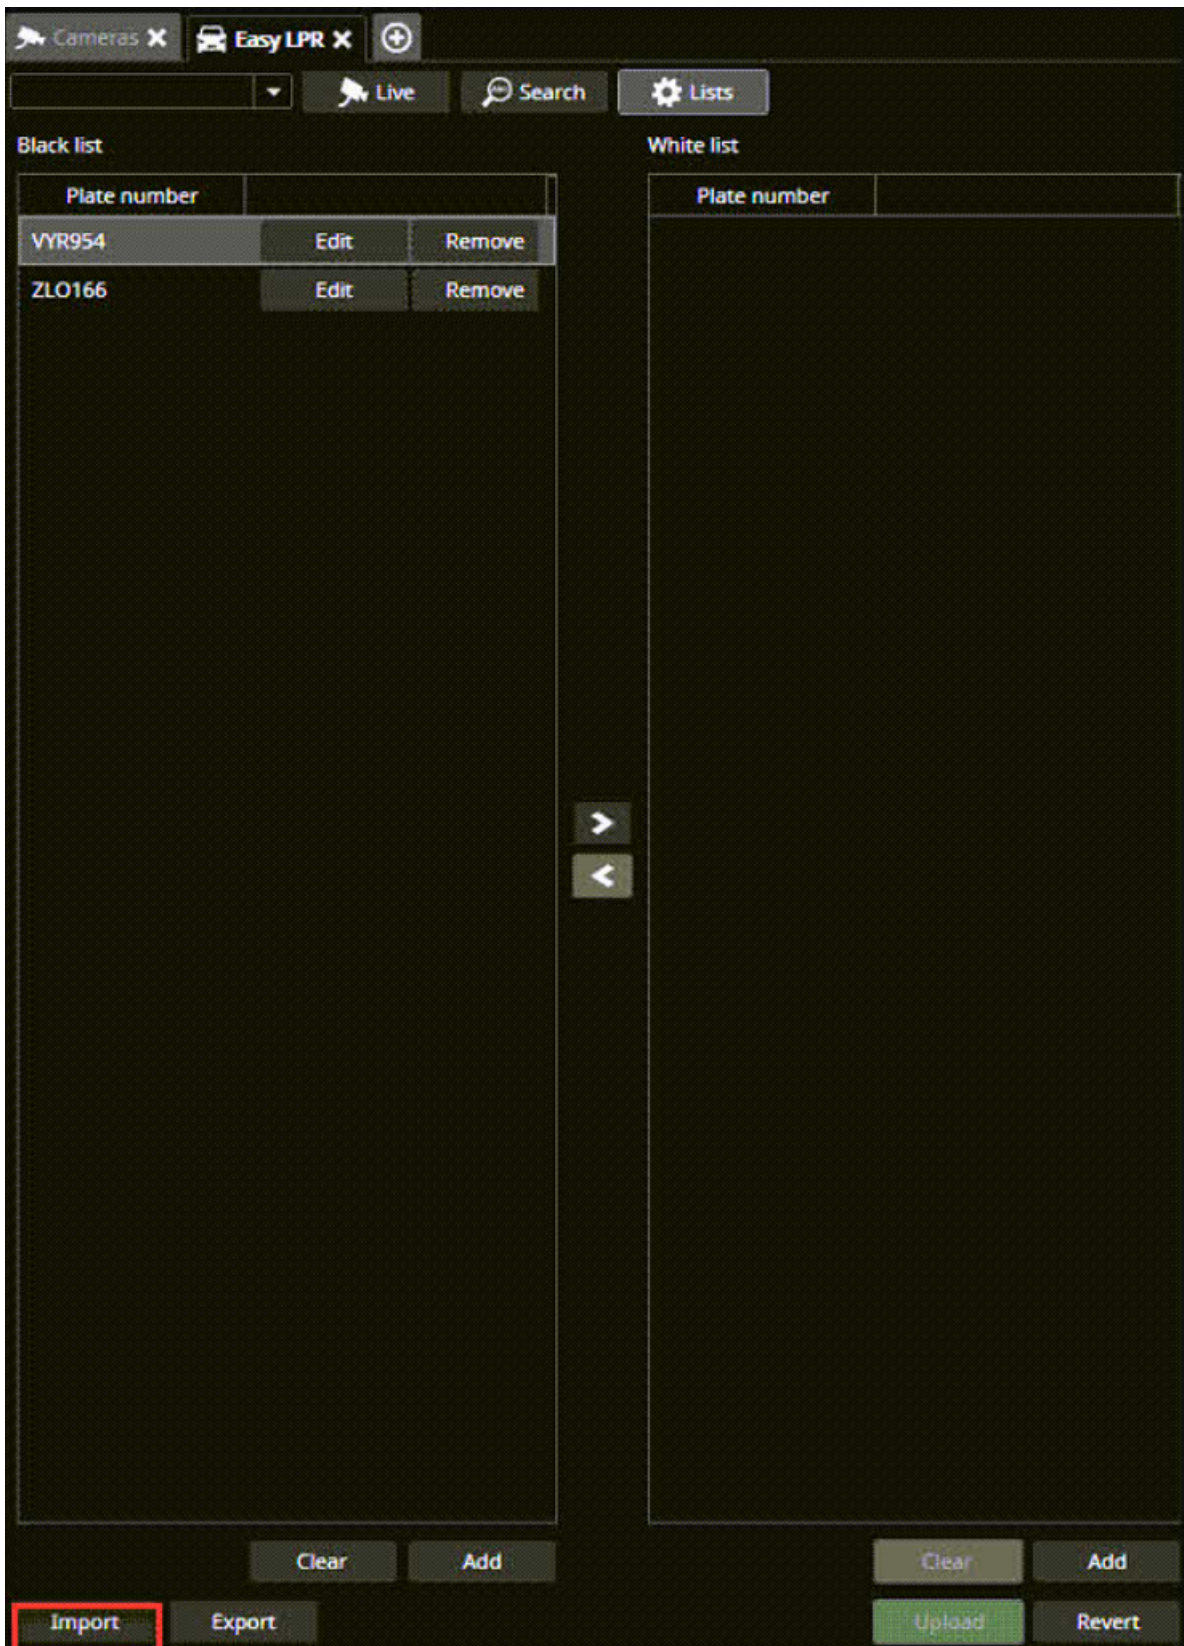 Cameras Easy LPR
Live Search Lists
Black list White list
Plate number Plate number
VYR954 Edit Remove
ZLO166 Edit Remove
Clear Add Clear Add
Import Export Upload Revert